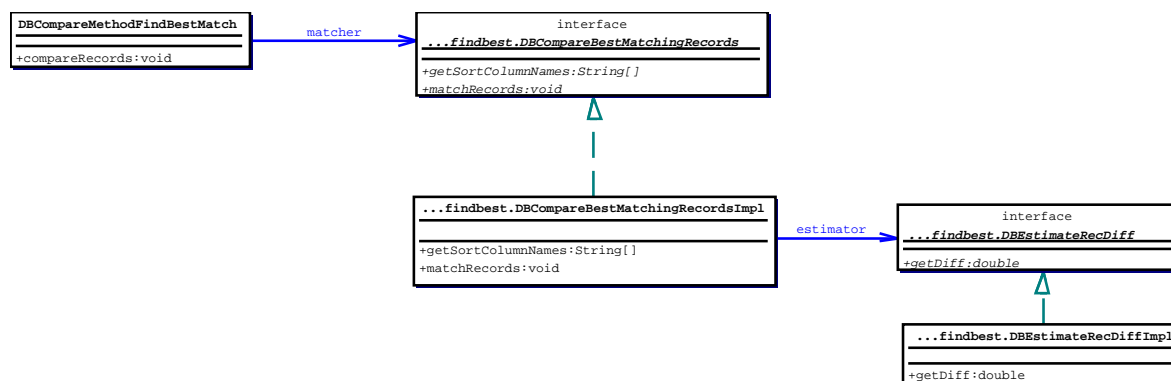 DBCompareMethodFindBestMatch
+compareRecords:void
matcher
interface
...findbest.DBCompareBestMatchingRecords
+getSortColumnNames:String[]
+matchRecords:void
...findbest.DBCompareBestMatchingRecordsImpl
+getSortColumnNames:String[]
+matchRecords:void
estimator
interface
...findbest.DBEstimateRecDiff
+getDiff:double
...findbest.DBEstimateRecDiffImpl
+getDiff:double